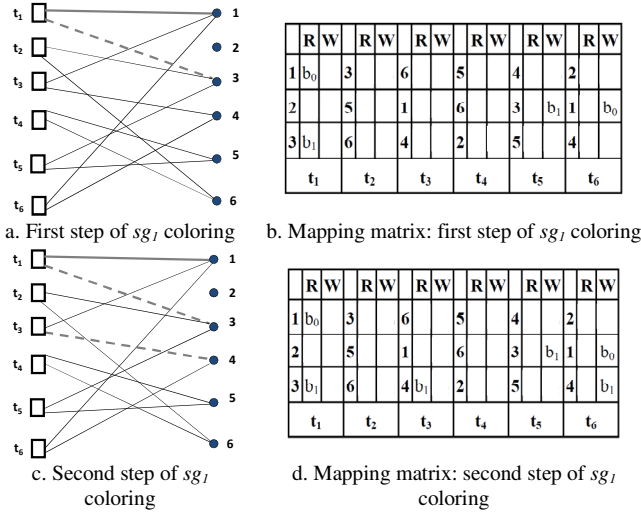 t1
t2
t3
t4
t5
t6
1
2
3
4
5
6
R W R W R W R W R W R W
1 b0 3 6 5 4 2
2 5 1 6 3 b1 1 b0
3 b1 6 4 2 5 4
t1 t2 t3 t4 t5 t6
a. First step of sg1 coloring
b. Mapping matrix: first step of sg1 coloring
t1
t2
t3
t4
t5
t6
1
2
3
4
5
6
R W R W R W R W R W R W
1 b0 3 6 5 4 2
2 5 1 6 3 b1 1 b0
3 b1 6 4 b1 2 5 4 b1
t1 t2 t3 t4 t5 t6
c. Second step of sg1
coloring
d. Mapping matrix: second step of sg1
coloring